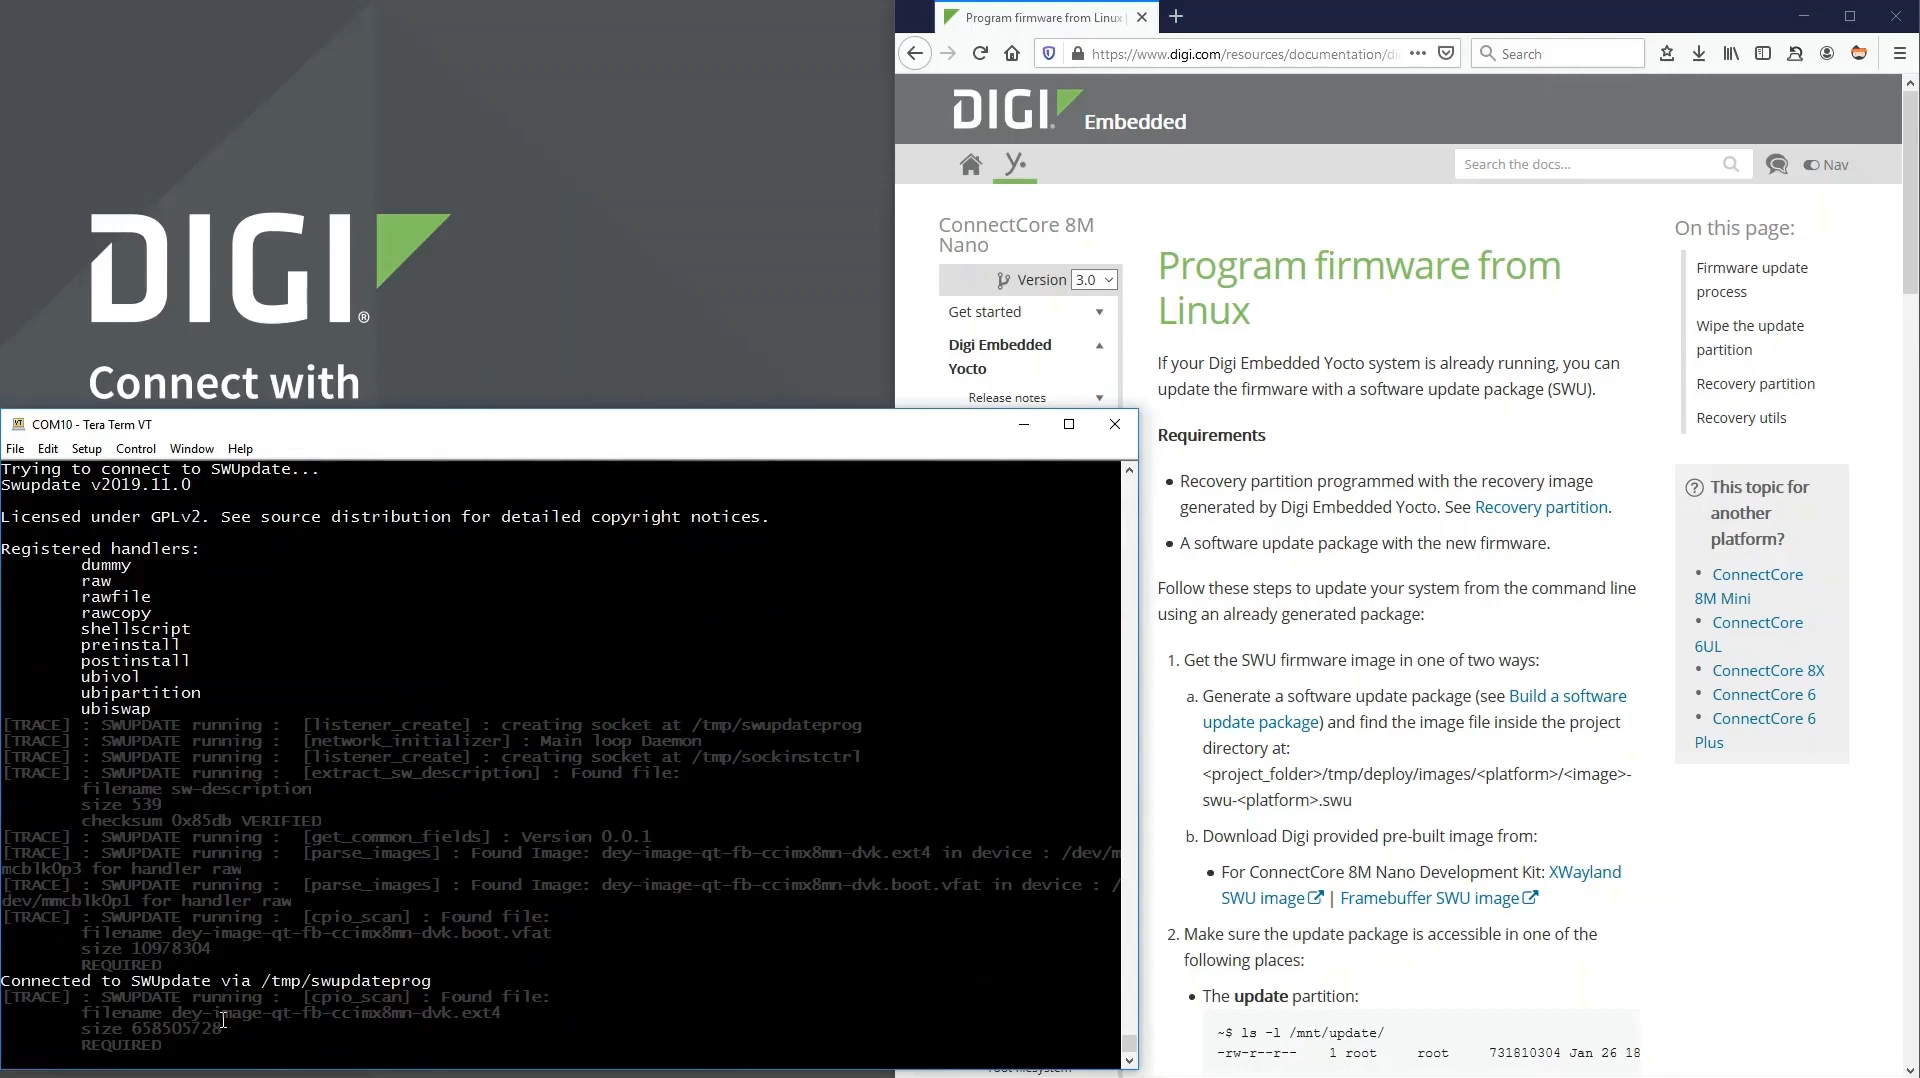 DIGI®
Connect with
Program firmware from Linux
https://www.digi.com/resources/documentation/di
Search
DIGI. Embedded
Search the docs...
Nav
ConnectCore 8M
Nano
Version 3.0
Get started
Digi Embedded
Yocto
Release notes
Program firmware from
Linux
If your Digi Embedded Yocto system is already running, you can
update the firmware with a software update package (SWU).
Requirements
Recovery partition programmed with the recovery image
generated by Digi Embedded Yocto. See Recovery partition.
A software update package with the new firmware.
Follow these steps to update your system from the command line
using an already generated package:
1. Get the SWU firmware image in one of two ways:
a. Generate a software update package (see Build a software
update package) and find the image file inside the project
directory at:
<project_folder>/tmp/deploy/images/<platform>/<image>-
swu-<platform>.swu
b. Download Digi provided pre-built image from:
For ConnectCore 8M Nano Development Kit: XWayland
SWU image | Framebuffer SWU image
2. Make sure the update package is accessible in one of the
following places:
The update partition:
~$ ls -l /mnt/update/
-rw-r--r-- 1 root root 731810304 Jan 26 18
On this page:
Firmware update
process
Wipe the update
partition
Recovery partition
Recovery utils
This topic for
another
platform?
ConnectCore
8M Mini
ConnectCore
6UL
ConnectCore 8X
ConnectCore 6
ConnectCore 6
Plus
COM10 - Tera Term VT
File Edit Setup Control Window Help
Trying to connect to SWUpdate...
Swupdate v2019.11.0
Licensed under GPLv2. See source distribution for detailed copyright notices.
Registered handlers:
dummy
raw
rawfile
rawcopy
shellscript
preinstall
postinstall
ubivol
ubipartition
ubiswap
[TRACE] : SWUPDATE running : [listener_create] : creating socket at /tmp/swupdateprog
[TRACE] : SWUPDATE running : [network_initializer] : Main loop Daemon
[TRACE] : SWUPDATE running : [listener_create] : creating socket at /tmp/sockinstctrl
[TRACE] : SWUPDATE running : [extract_sw_description] : Found file:
filename sw-description
size 539
checksum 0x85db VERIFIED
[TRACE] : SWUPDATE running : [get_common_fields] : Version 0.0.1
[TRACE] : SWUPDATE running : [parse_images] : Found Image: dey-image-qt-fb-ccimx8mn-dvk.ext4 in device : /dev/m
mcblk0p3 for handler raw
[TRACE] : SWUPDATE running : [parse_images] : Found Image: dey-image-qt-fb-ccimx8mn-dvk.boot.vfat in device : /
dev/mmcblk0p1 for handler raw
[TRACE] : SWUPDATE running : [cpio_scan] : Found file:
filename dey-image-qt-fb-ccimx8mn-dvk.boot.vfat
size 10978304
REQUIRED
Connected to SWUpdate via /tmp/swupdateprog
[TRACE] : SWUPDATE running : [cpio_scan] : Found file:
filename dey-image-qt-fb-ccimx8mn-dvk.ext4
size 658505728
REQUIRED